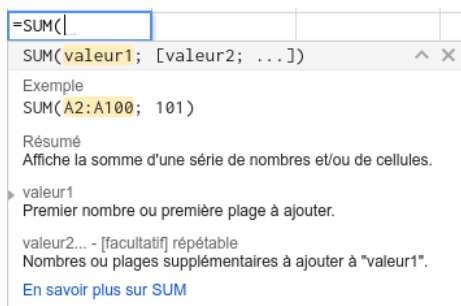 =SUM(
SUM(valeur1; [valeur2; ...])
Exemple
SUM(A2:A100; 101)
Résumé
Affiche la somme d'une série de nombres et/ou de cellules.
valeur1
Premier nombre ou première plage à ajouter.
valeur2... - [facultatif] répétable
Nombres ou plages supplémentaires à ajouter à "valeur1".
En savoir plus sur SUM